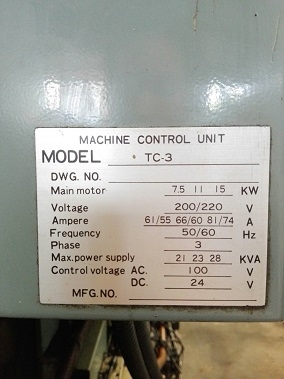 MACHINE CONTROL UNIT
MODEL TC-3
DWG. NO.
Main motor 7.5 11 15 KW
Voltage 200/220 V
Ampere 61/55 66/60 81/74 A
Frequency 50/60 Hz
Phase 3
Max.power supply 21 23 28 KVA
Control voltage AC. 100 V
DC. 24 V
MFG.NO.